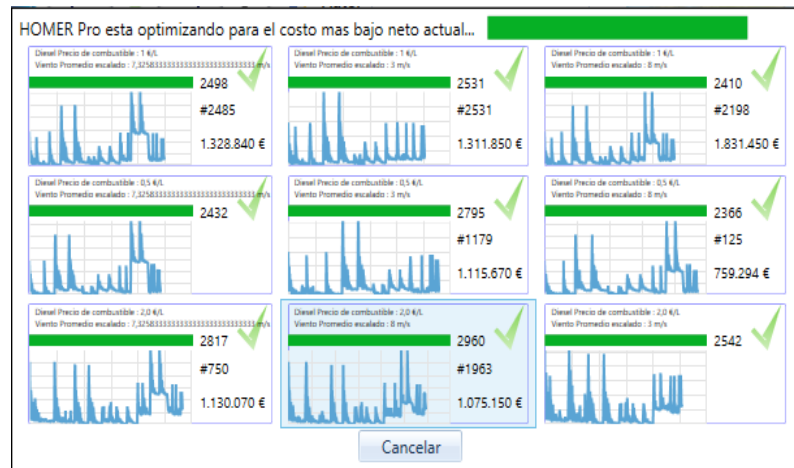 HOMER Pro esta optimizando para el costo mas bajo neto actual...
Diesel Precio de combustible : 1 €/L
Viento Promedio escalado : 7,3258333333333333333333333333 m/s
2498
#2485
1.328.840 €
Diesel Precio de combustible : 1 €/L
Viento Promedio escalado : 3 m/s
2531
#2531
1.311.850 €
Diesel Precio de combustible : 1 €/L
Viento Promedio escalado : 8 m/s
2410
#2198
1.831.450 €
Diesel Precio de combustible : 0,5 €/L
Viento Promedio escalado : 7,3258333333333333333333333333 m/s
2432
Diesel Precio de combustible : 0,5 €/L
Viento Promedio escalado : 3 m/s
2795
#1179
1.115.670 €
Diesel Precio de combustible : 0,5 €/L
Viento Promedio escalado : 8 m/s
2366
#125
759.294 €
Diesel Precio de combustible : 2,0 €/L
Viento Promedio escalado : 7,3258333333333333333333333333 m/s
2817
#750
1.130.070 €
Diesel Precio de combustible : 2,0 €/L
Viento Promedio escalado : 8 m/s
2960
#1963
1.075.150 €
Diesel Precio de combustible : 2,0 €/L
Viento Promedio escalado : 3 m/s
2542
Cancelar